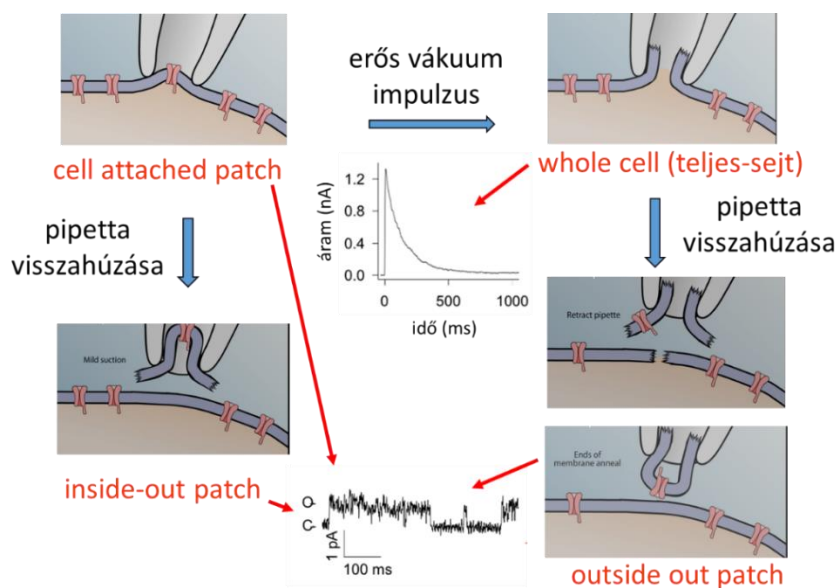 erős vákuum
impulzus
cell attached patch
whole cell (teljes-sejt)
pipetta
visszahúzása
áram (nA)
1.2
0.8
0.4
0.0
0
500
1000
idő (ms)
pipetta
visszahúzása
Mild suction
Retract pipette
inside-out patch
O
C
1 pA
100 ms
Ends of
membrane anneal
outside out patch